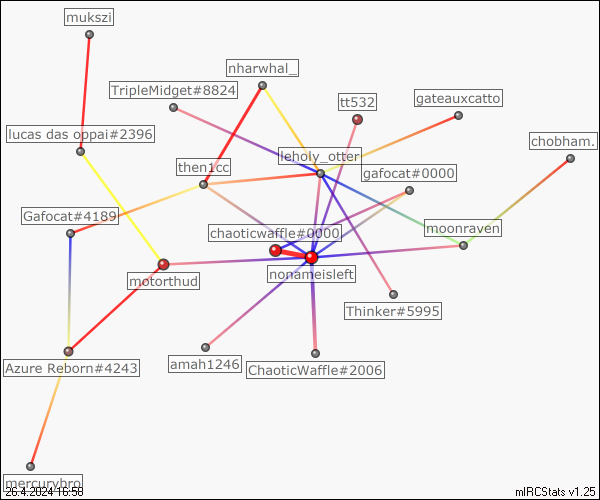 mukszi
nharwhal_
TripleMidget#8824
tt532
gateauxcatto
lucas das oppai#2396
chobham.
leholy_otter
then1cc
gafocat#0000
Gafocat#4189
chaoticwaffle#0000
moonraven
nonameisleft
motorthud
Thinker#5995
amah1246
Azure Reborn#4243
ChaoticWaffle#2006
mercurybro
26.4.2024 16:58
mIRCStats v1.25